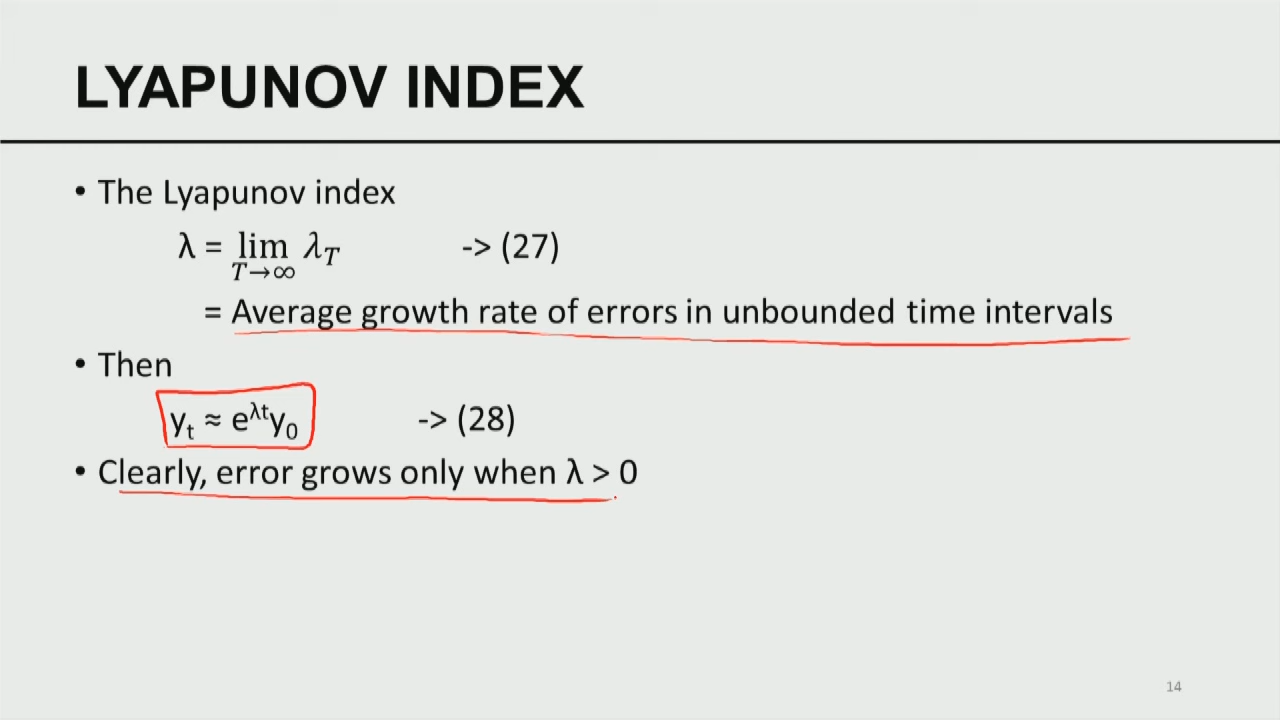 LYAPUNOV INDEX
• The Lyapunov index
λ = lim λ_T -> (27)
T→∞
= Average growth rate of errors in unbounded time intervals
• Then
y_t ≈ e^λt y_0 -> (28)
• Clearly, error grows only when λ > 0
14